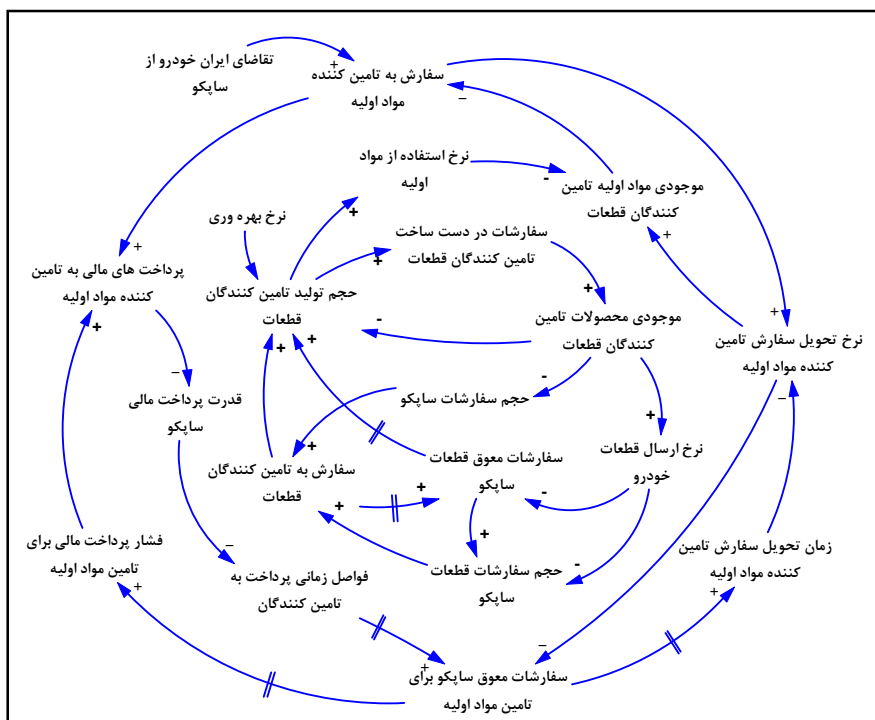 تقاضای ایران خودرو از
ساپکو
سفارش به تامین کننده
مواد اولیه
نرخ استفاده از مواد
اولیه
موجودی مواد اولیه تامین
کنندگان قطعات
نرخ بهره وری
سفارشات در دست ساخت
تامین کنندگان قطعات
پرداخت های مالی به تامین
کننده مواد اولیه
حجم تولید تامین کنندگان
قطعات
موجودی محصولات تامین
کنندگان قطعات
نرخ تحویل سفارش تامین
کننده مواد اولیه
قدرت پرداخت مالی
ساپکو
حجم سفارشات ساپکو
سفارش به تامین کنندگان
قطعات
سفارشات معوق قطعات
ساپکو
نرخ ارسال قطعات
خودرو
فشار پرداخت مالی برای
تامین مواد اولیه
فواصل زمانی پرداخت به
تامین کنندگان
حجم سفارشات قطعات
ساپکو
زمان تحویل سفارش تامین
کننده مواد اولیه
سفارشات معوق ساپکو برای
تامین مواد اولیه